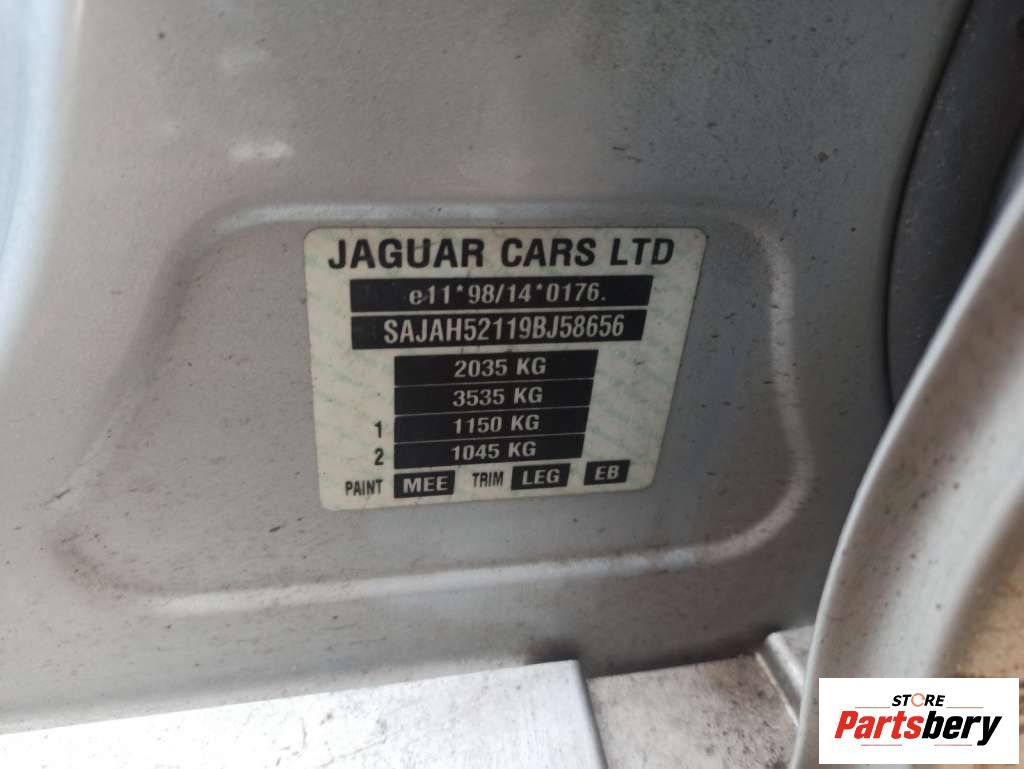 JAGUAR CARS LTD
e11*98/14*0176.
SAJAH52119BJ58656
2035 KG
3535 KG
1 1150 KG
2 1045 KG
PAINT MEE TRIM LEG EB
STORE
Partsbery